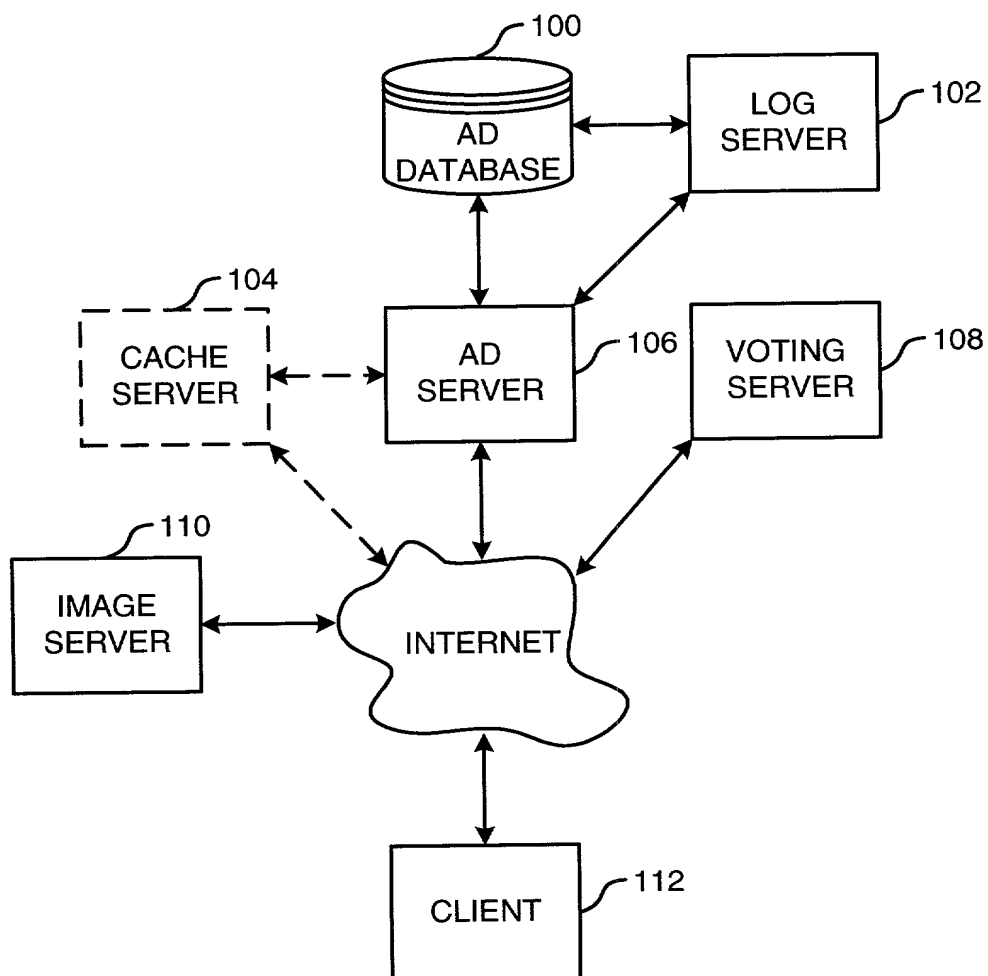 100
AD
DATABASE
LOG
SERVER
102
104
CACHE
SERVER
AD
SERVER
106
VOTING
SERVER
108
110
IMAGE
SERVER
INTERNET
CLIENT
112